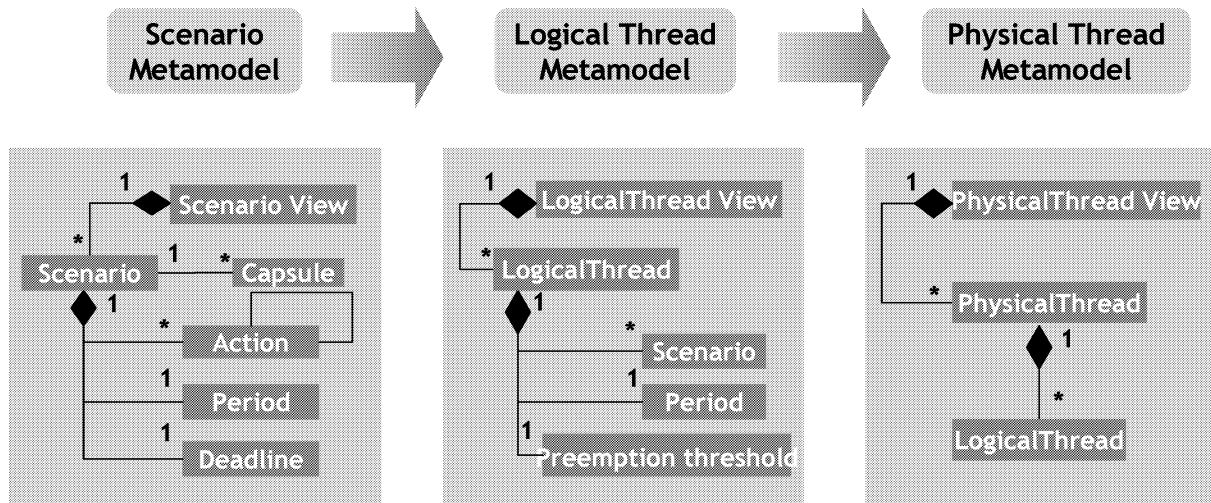 Scenario
Metamodel
Logical Thread
Metamodel
Physical Thread
Metamodel
1
Scenario View
*
Scenario
1
*
Capsule
1
*
Action
1
Period
1
Deadline
1
LogicalThread View
*
LogicalThread
1
*
Scenario
1
Period
1
Preemption threshold
1
PhysicalThread View
*
PhysicalThread
1
*
LogicalThread